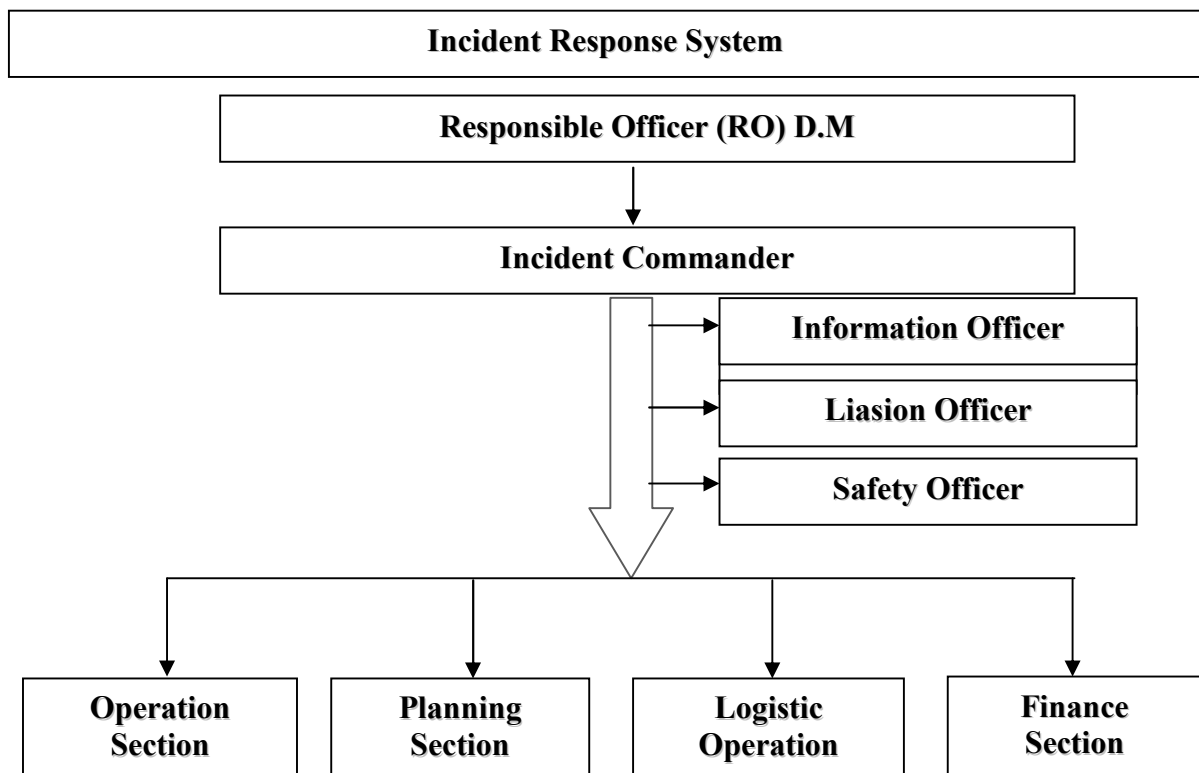 Incident Response System
Responsible Officer (RO) D.M
Incident Commander
Information Officer
Liasion Officer
Safety Officer
Operation
Section
Planning
Section
Logistic
Operation
Finance
Section